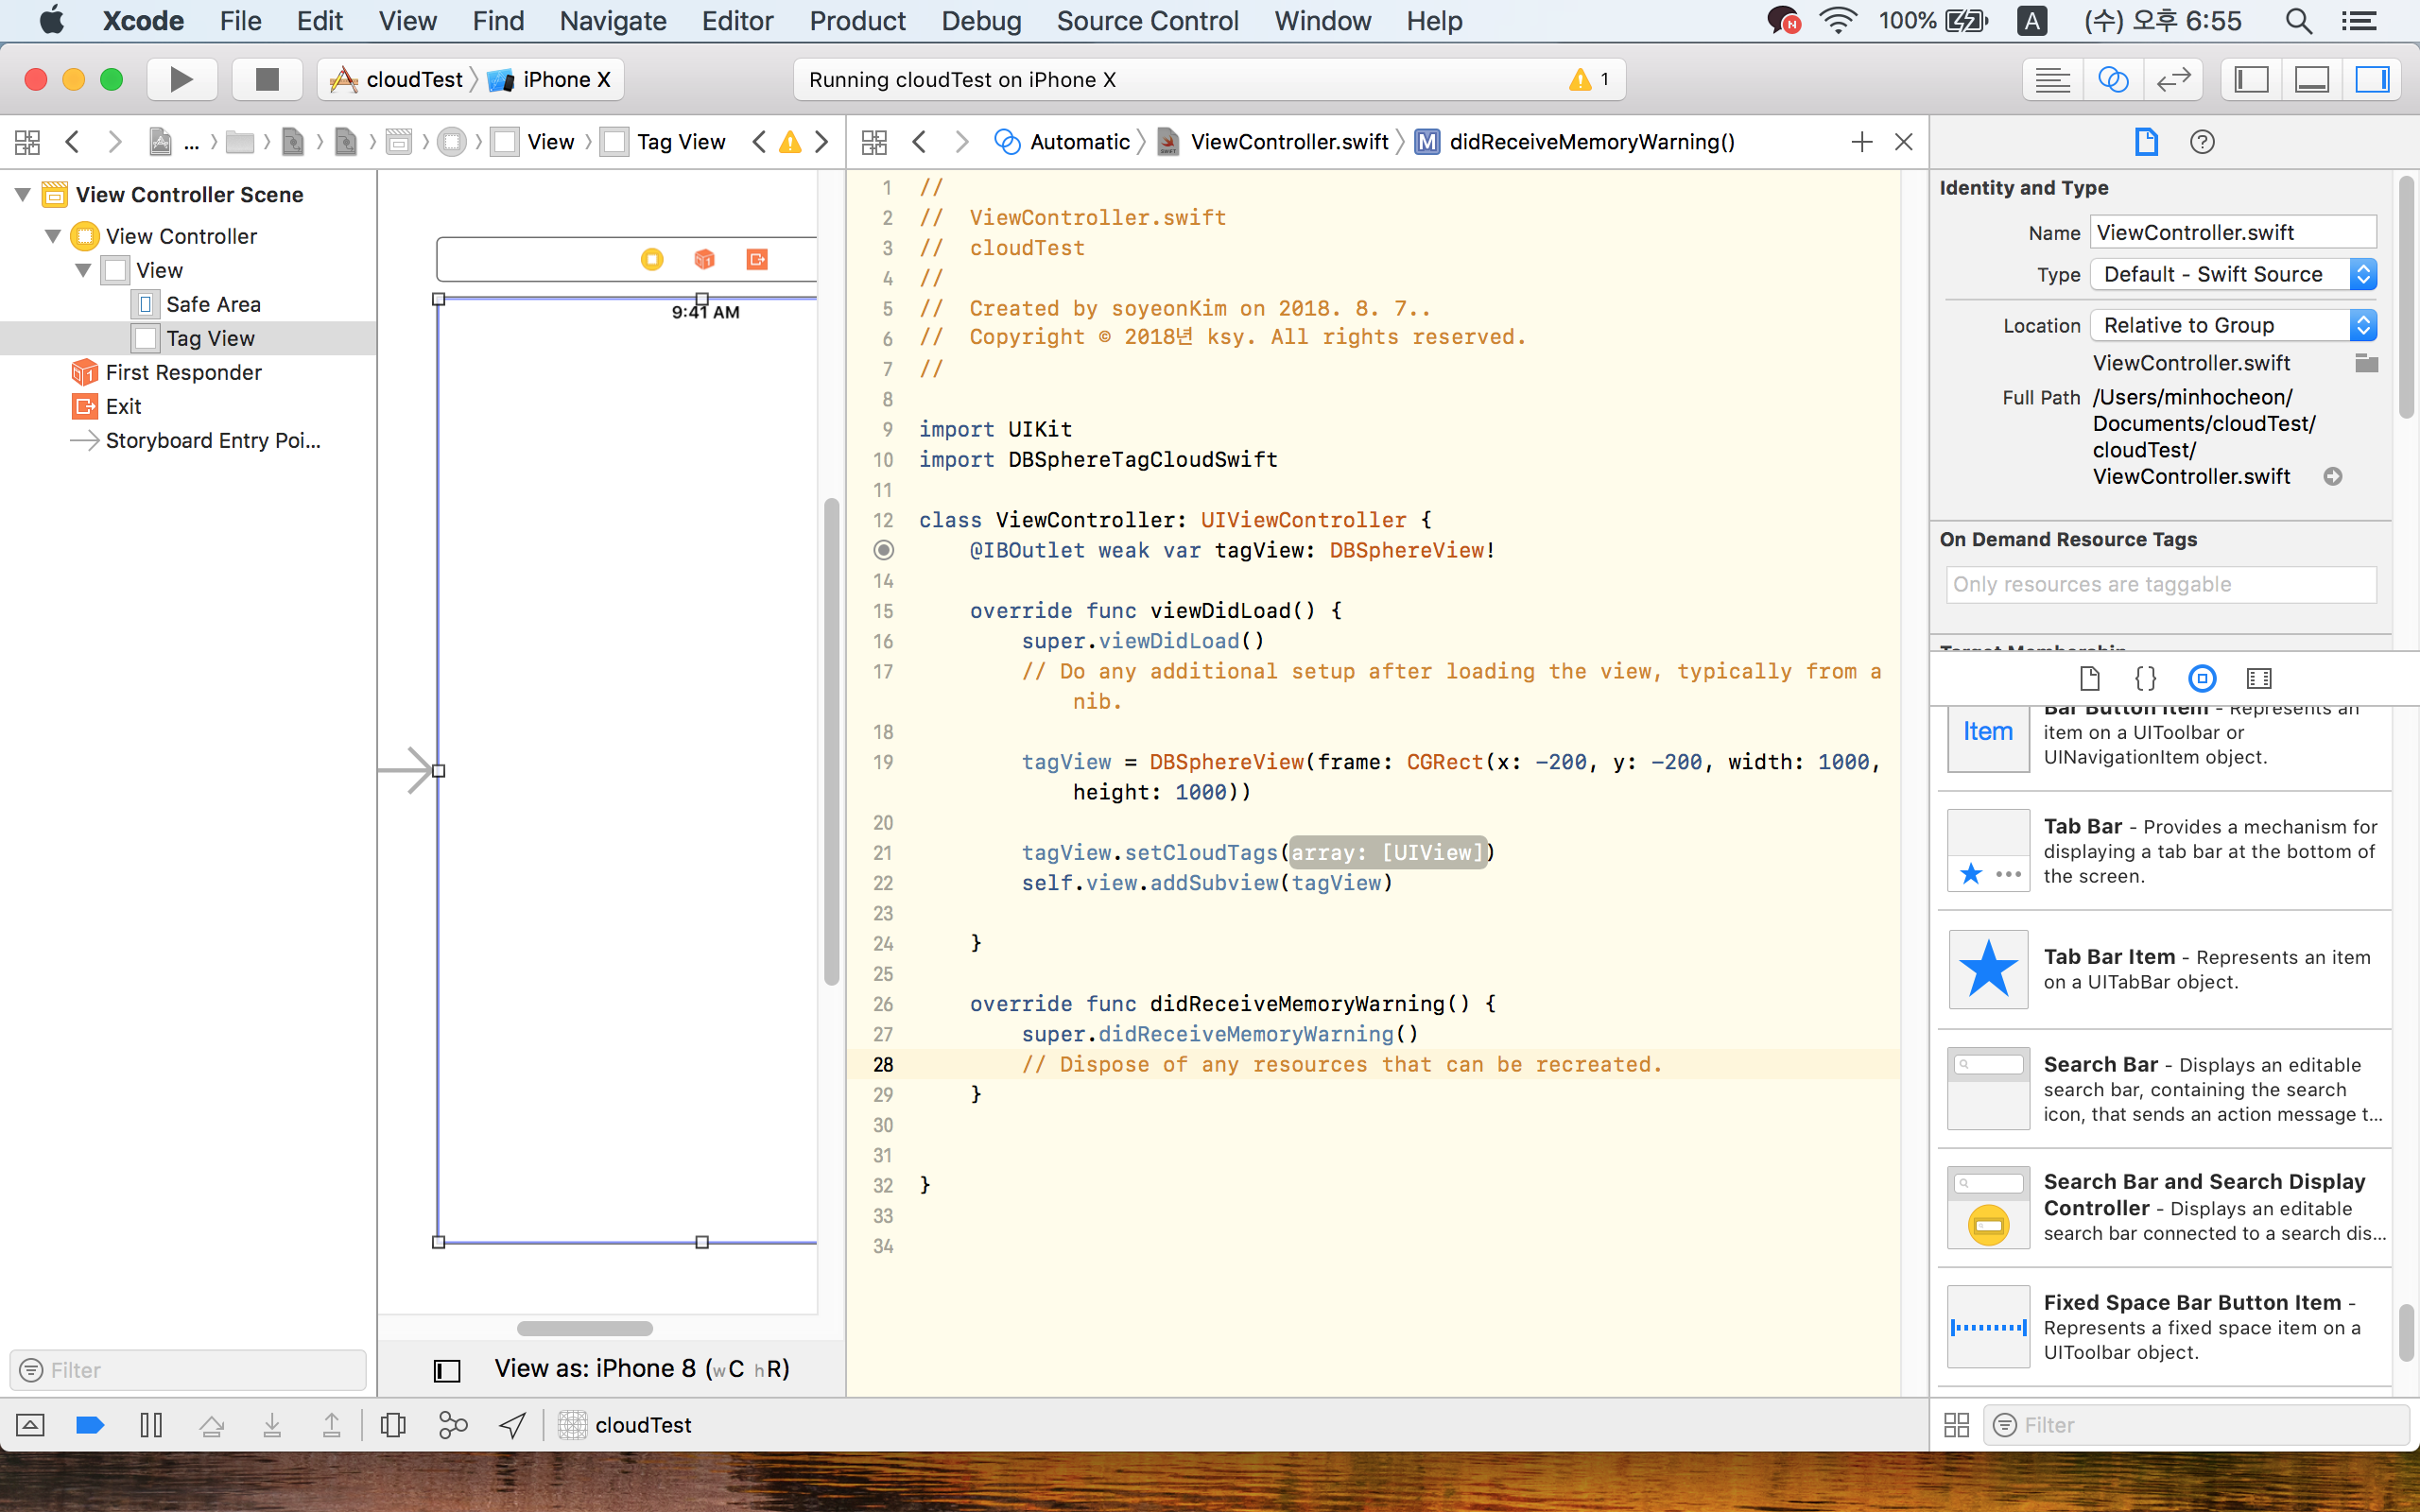 Xcode File Edit View Find Navigate Editor Product Debug Source Control Window Help N 100% A (수) 오후 6:55
cloudTest iPhone X Running cloudTest on iPhone X 1
... View Tag View Automatic ViewController.swift M didReceiveMemoryWarning()
View Controller Scene
View Controller
View
Safe Area
Tag View
First Responder
Exit
Storyboard Entry Poi...
Filter
9:41 AM
View as: iPhone 8 (wC hR)
1 //
2 //  ViewController.swift
3 //  cloudTest
4 //
5 //  Created by soyeonKim on 2018. 8. 7..
6 //  Copyright © 2018년 ksy. All rights reserved.
7 //
8
9 import UIKit
10 import DBSphereTagCloudSwift
11
12 class ViewController: UIViewController {
@IBOutlet weak var tagView: DBSphereView!
14
15 override func viewDidLoad() {
16 super.viewDidLoad()
17 // Do any additional setup after loading the view, typically from a
nib.
18
19 tagView = DBSphereView(frame: CGRect(x: -200, y: -200, width: 1000,
height: 1000))
20
21 tagView.setCloudTags(array: [UIView])
22 self.view.addSubview(tagView)
23
24 }
25
26 override func didReceiveMemoryWarning() {
27 super.didReceiveMemoryWarning()
28 // Dispose of any resources that can be recreated.
29 }
30
31
32 }
33
34
Identity and Type
Name ViewController.swift
Type Default - Swift Source
Location Relative to Group
ViewController.swift
Full Path /Users/minhocheon/
Documents/cloudTest/
cloudTest/
ViewController.swift
On Demand Resource Tags
Only resources are taggable
Target Membership
{}
Item
Bar Button Item - Represents an
item on a UIToolbar or
UINavigationItem object.
Tab Bar - Provides a mechanism for
displaying a tab bar at the bottom of
the screen.
Tab Bar Item - Represents an item
on a UITabBar object.
Search Bar - Displays an editable
search bar, containing the search
icon, that sends an action message t...
Search Bar and Search Display
Controller - Displays an editable
search bar connected to a search dis...
Fixed Space Bar Button Item -
Represents a fixed space item on a
UIToolbar object.
cloudTest
Filter